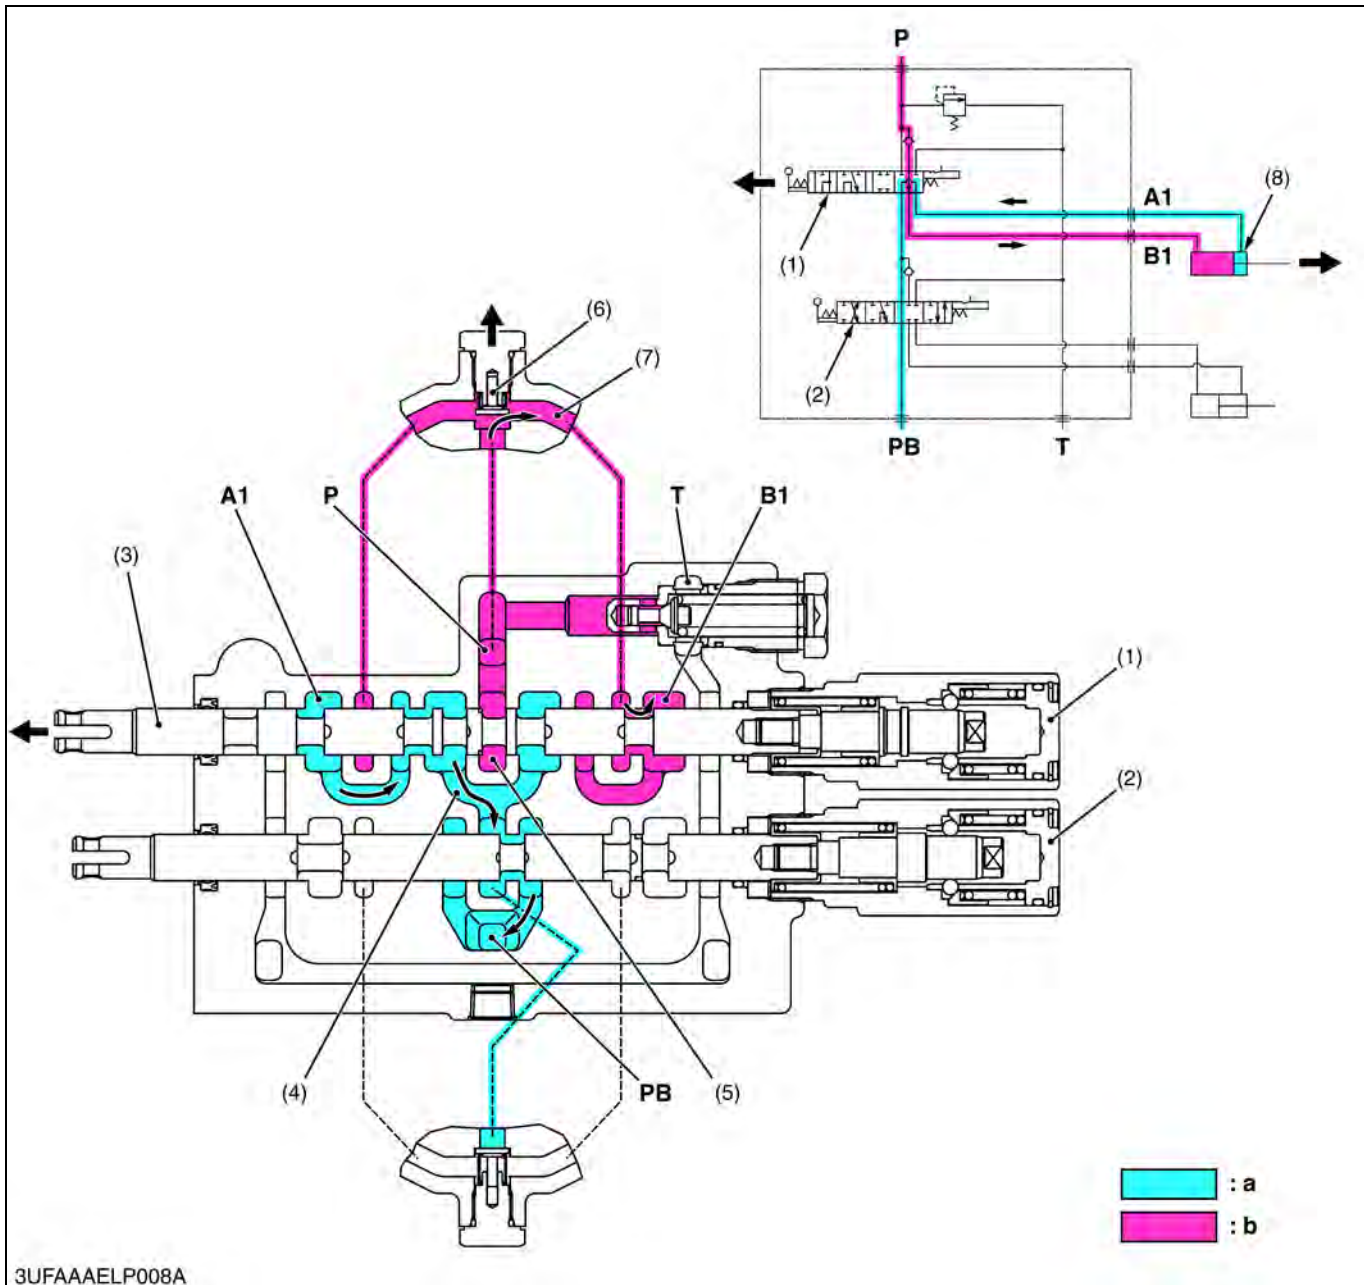 P
(8)
A1
B1
(1)
(2)
(6)
(7)
PB
T
A1
P
T
B1
(3)
(1)
(2)
(4)
PB
(5)
: a
: b
3UFAAAELP008A